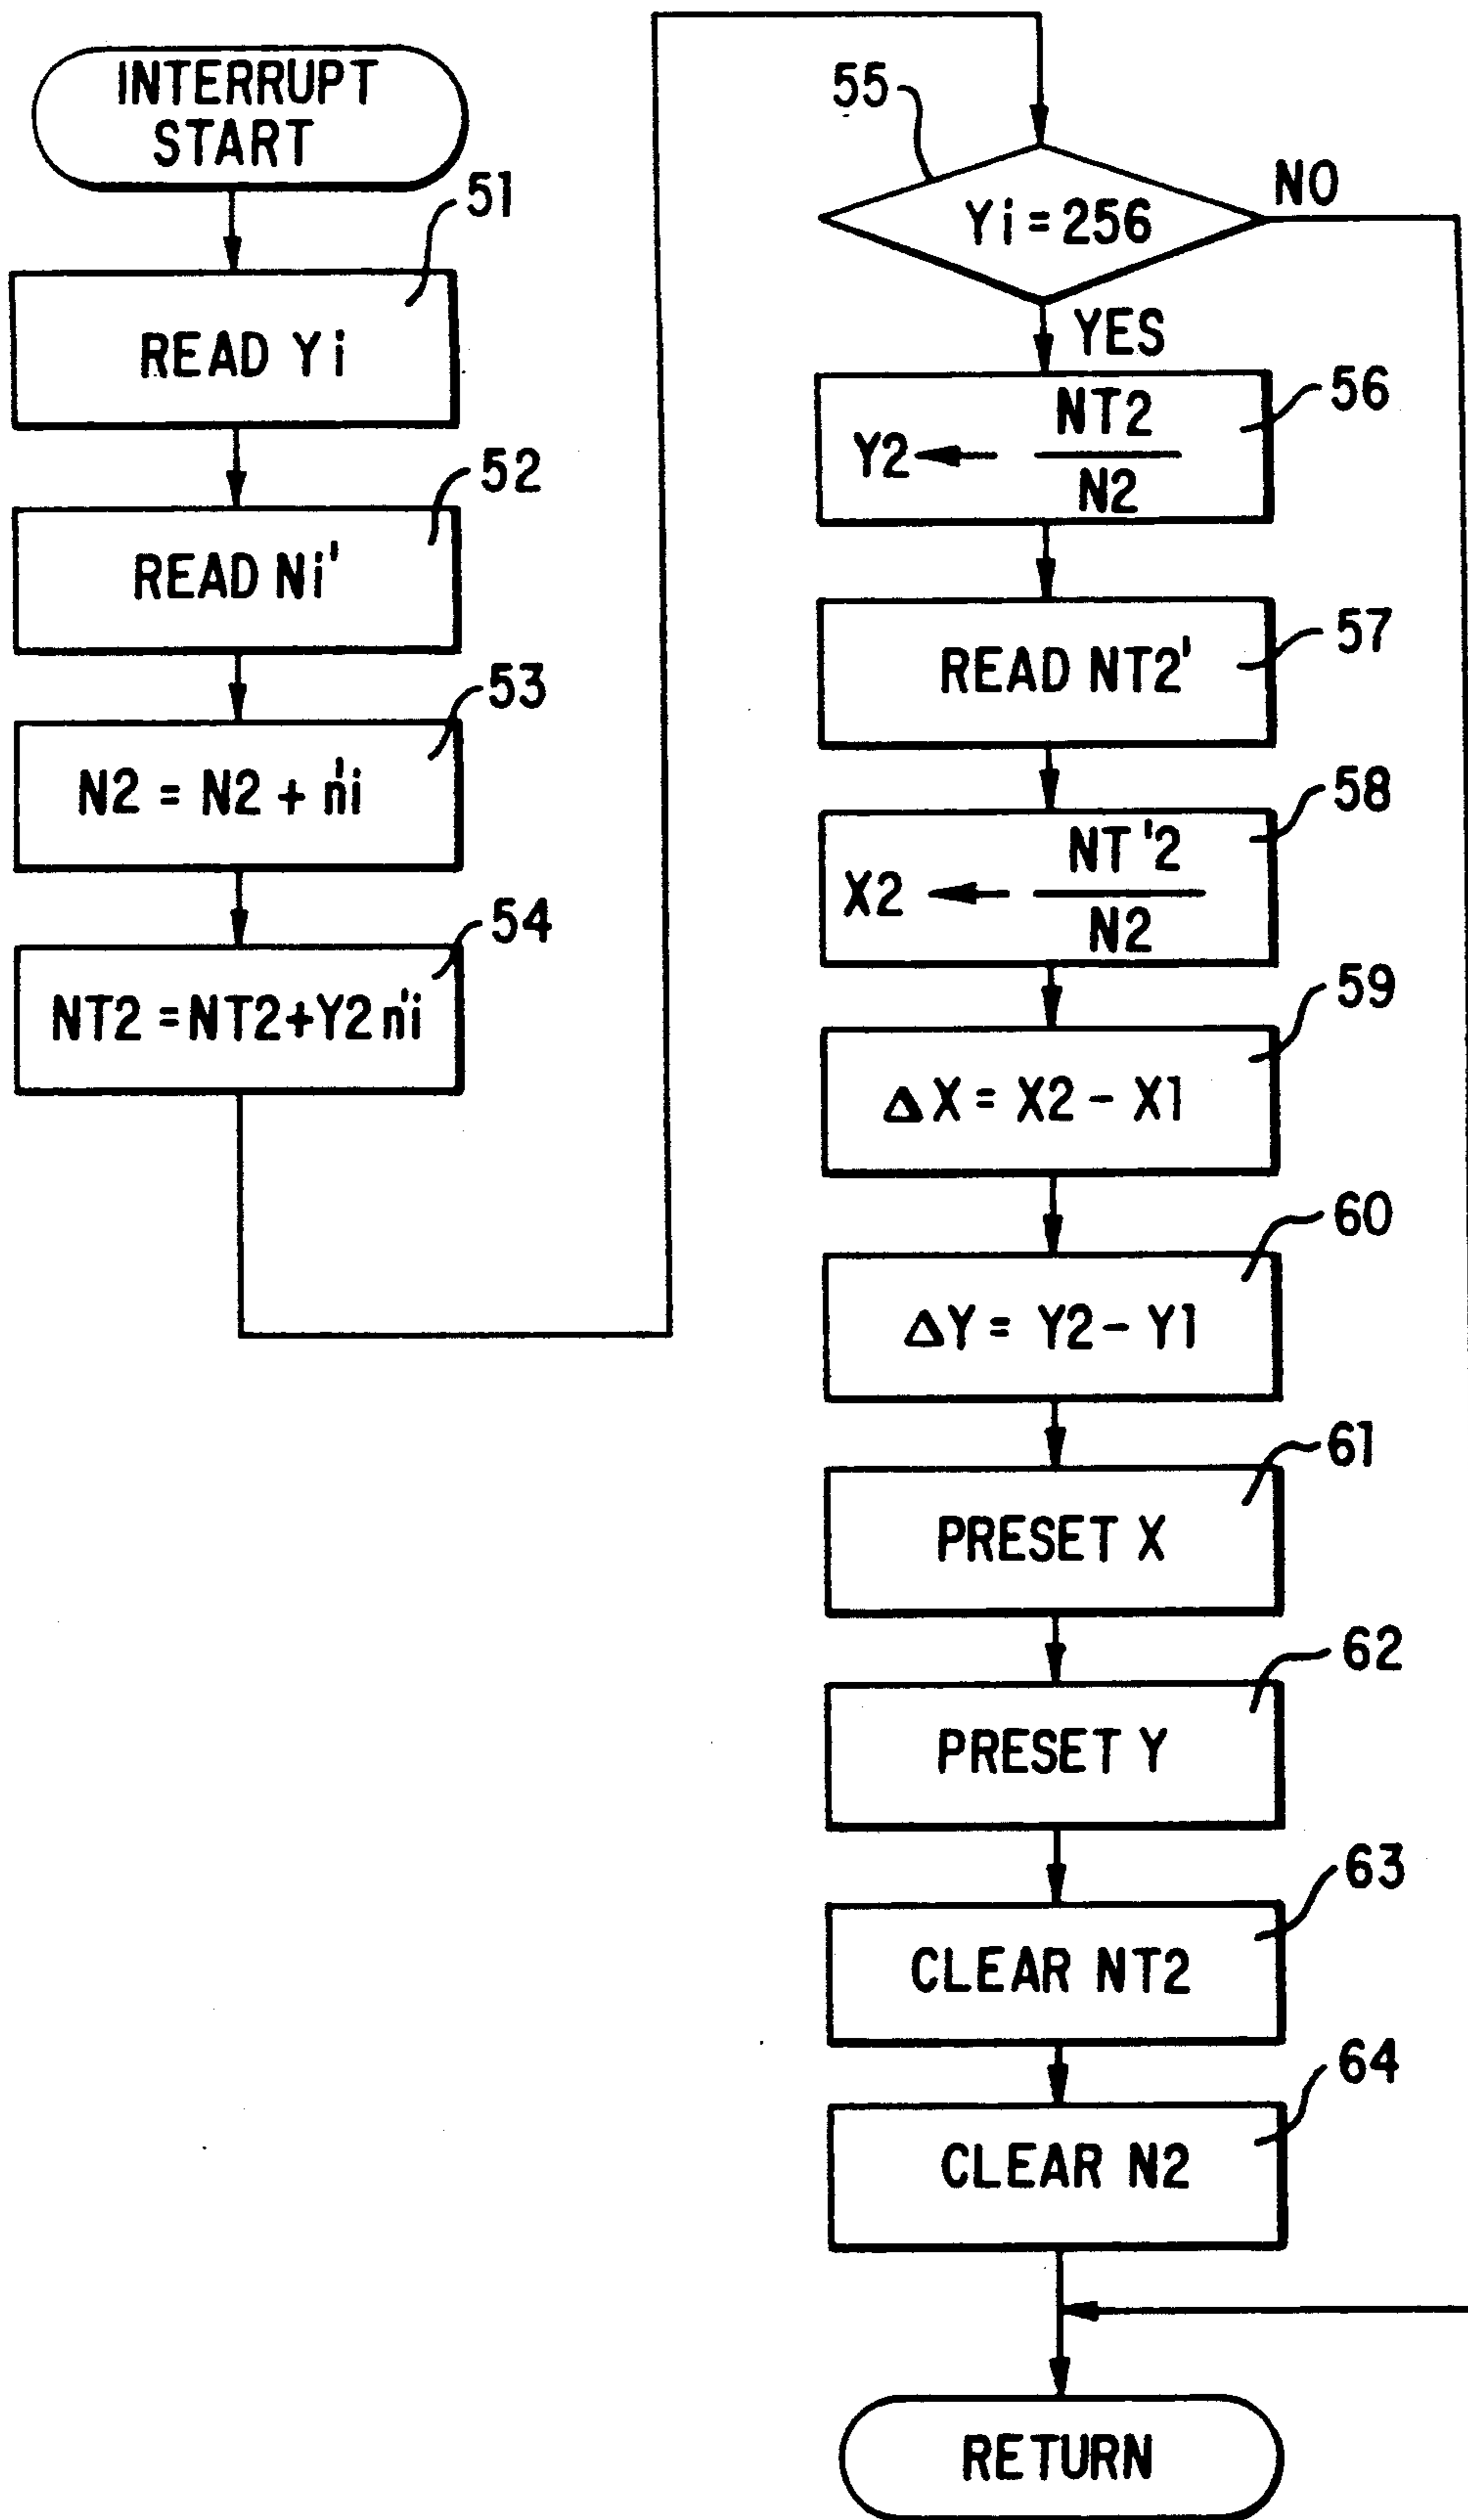 INTERRUPT
START
51
READ Yi
52
READ Ni'
53
N2 = N2 + n'i
54
NT2 = NT2+Y2 n'i
55
Yi = 256
NO
YES
56
Y2 ← NT2
N2
57
READ NT2'
58
X2 ← NT'2
N2
59
ΔX = X2 - X1
60
ΔY = Y2 - Y1
61
PRESET X
62
PRESET Y
63
CLEAR NT2
64
CLEAR N2
RETURN